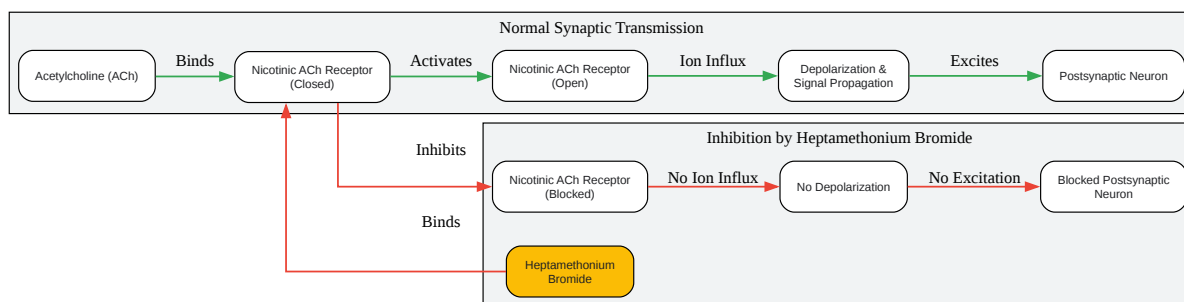 Normal Synaptic Transmission
Acetylcholine (ACh)
Binds
Nicotinic ACh Receptor
(Closed)
Activates
Nicotinic ACh Receptor
(Open)
Ion Influx
Depolarization &
Signal Propagation
Excites
Postsynaptic Neuron
Inhibition by Heptamethonium Bromide
Inhibits
Nicotinic ACh Receptor
(Blocked)
No Ion Influx
No Depolarization
No Excitation
Blocked Postsynaptic
Neuron
Binds
Heptamethonium
Bromide